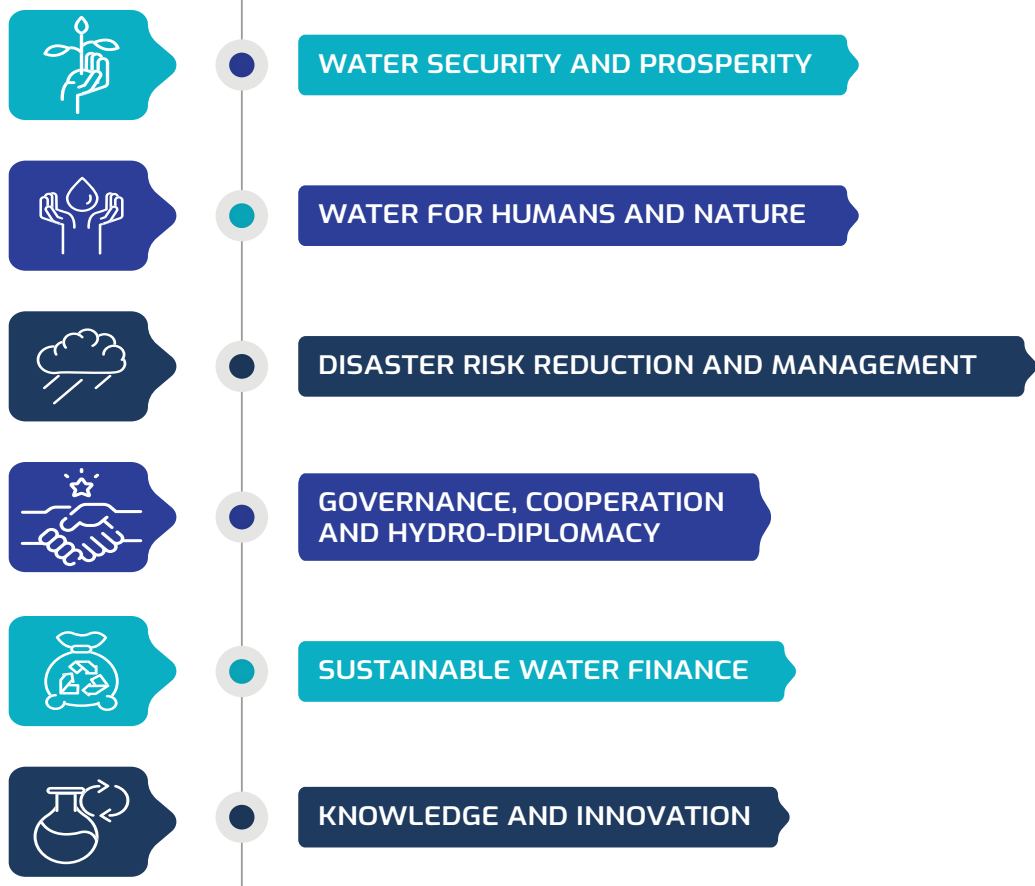 WATER SECURITY AND PROSPERITY
WATER FOR HUMANS AND NATURE
DISASTER RISK REDUCTION AND MANAGEMENT
GOVERNANCE, COOPERATION
AND HYDRO-DIPLOMACY
SUSTAINABLE WATER FINANCE
KNOWLEDGE AND INNOVATION